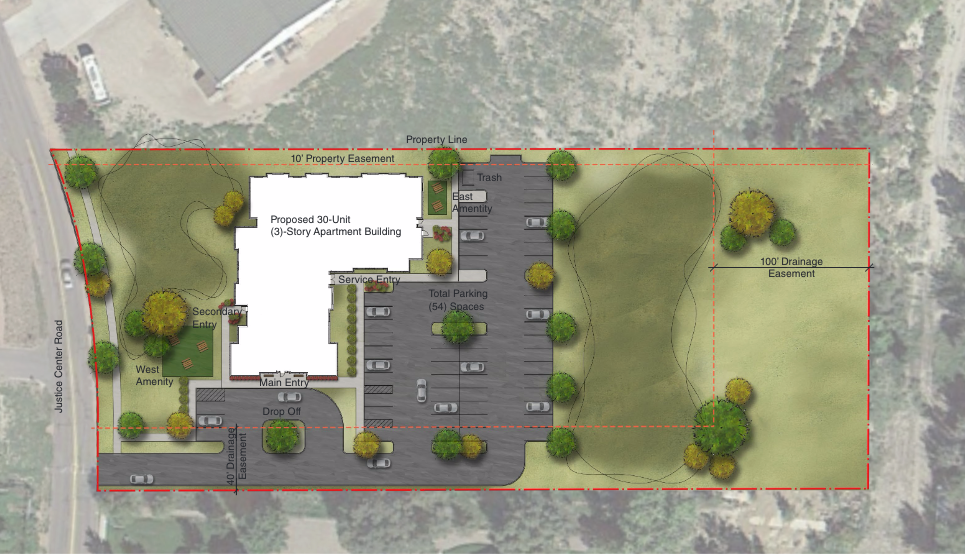 Property Line
10' Property Easement
Trash
East
Amentity
Proposed 30-Unit
(3)-Story Apartment Building
100' Drainage
Easement
Service Entry
Total Parking
(54) Spaces
Secondary
Entry
Justice Center Road
West
Amenity
Main Entry
Drop Off
40' Drainage
Easement